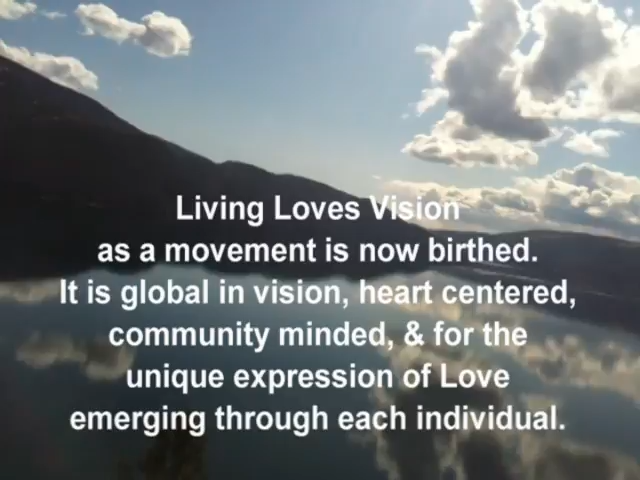 Living Loves Vision
as a movement is now birthed.
It is global in vision, heart centered,
community minded, & for the
unique expression of Love
emerging through each individual.